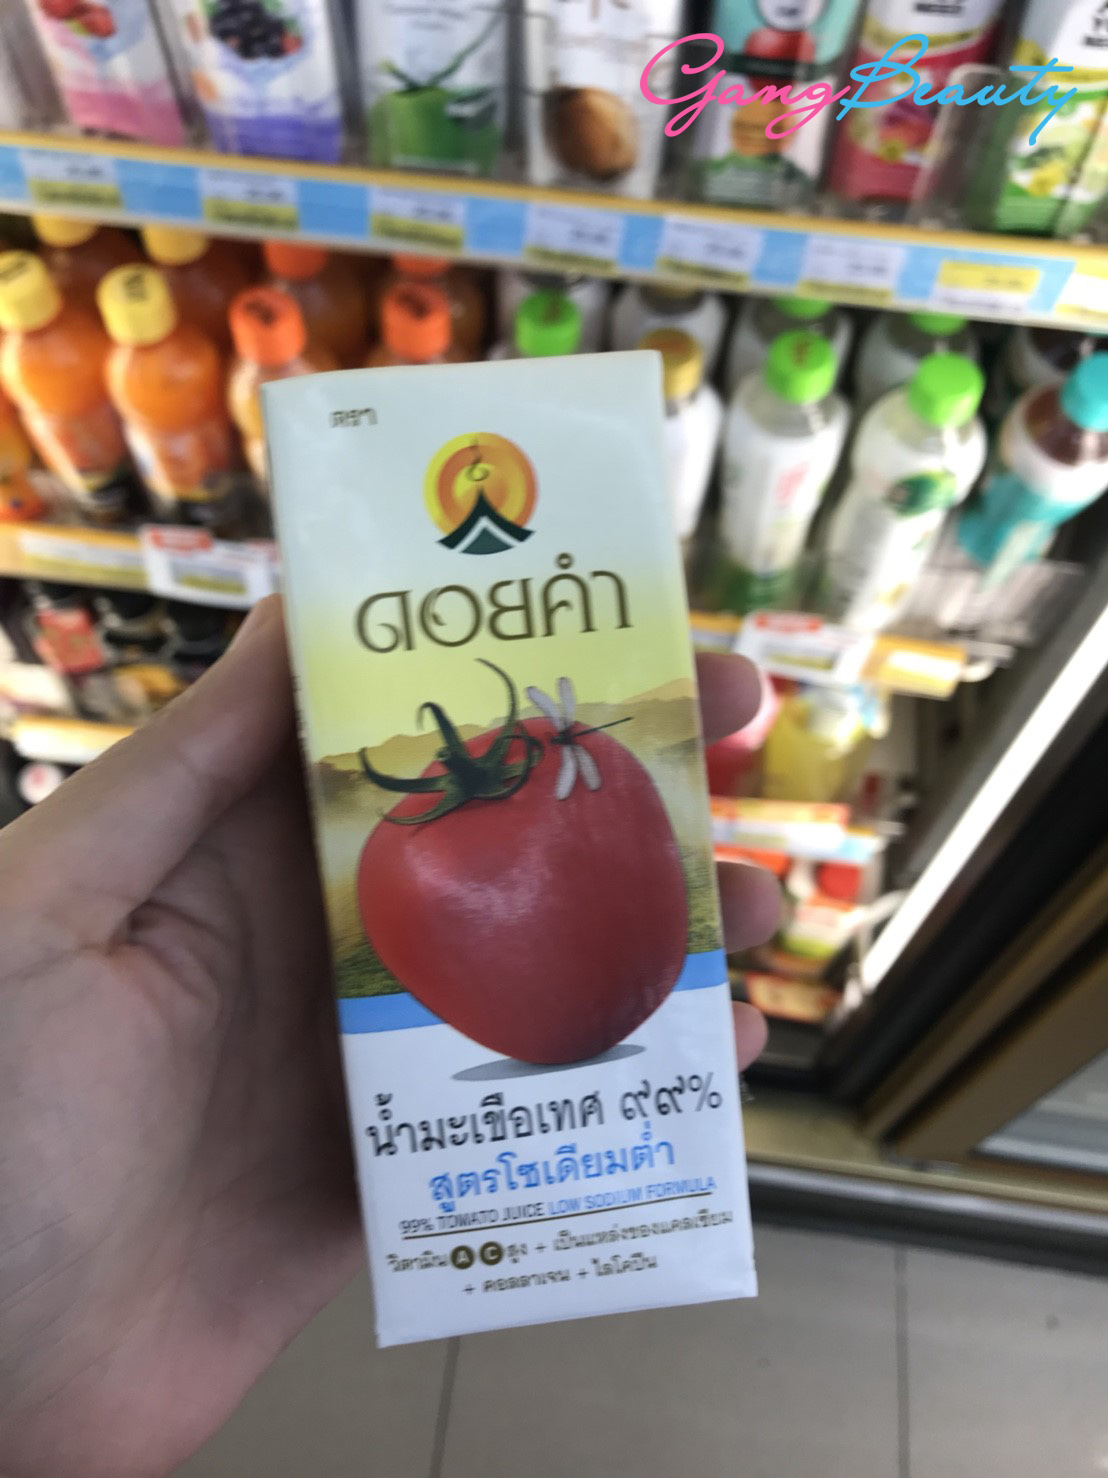 GangBeauty
ตรา
ดอยคำ
น้ำมะเขือเทศ ๙๙%
สูตรโซเดียมต่ำ
99% TOMATO JUICE LOW SODIUM FORMULA
วิตามิน A C สูง + เป็นแหล่งของแคลเซียม
+ คอลลาเจน + ไลโคปีน